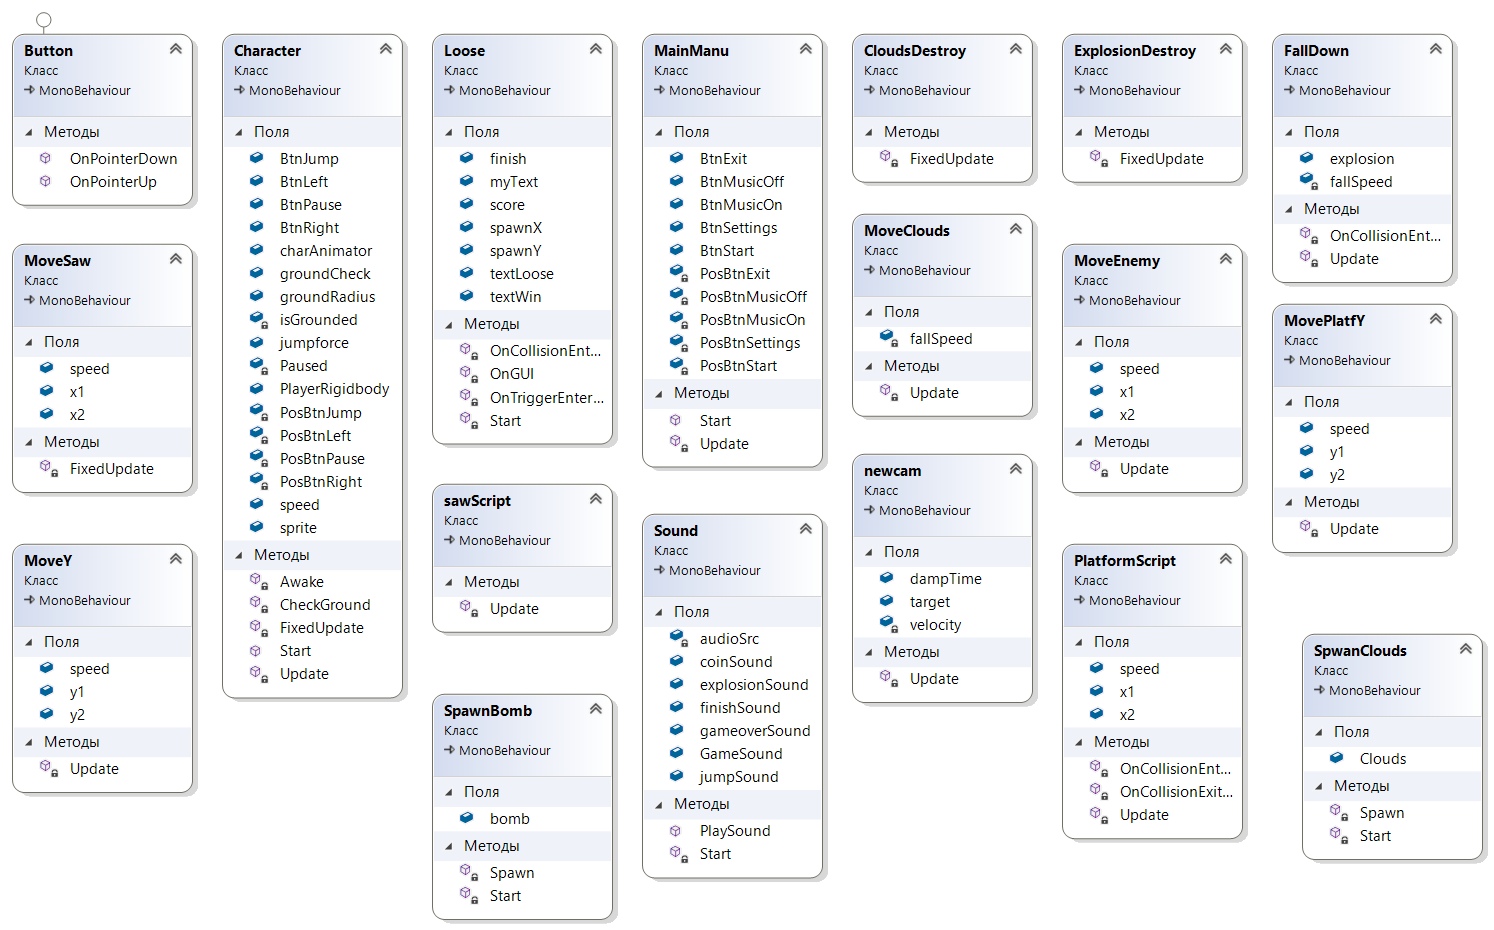 Button
Класс
MonoBehaviour
Методы
OnPointerDown
OnPointerUp
MoveSaw
Класс
MonoBehaviour
Поля
speed
x1
x2
Методы
FixedUpdate
MoveY
Класс
MonoBehaviour
Поля
speed
y1
y2
Методы
Update
Character
Класс
MonoBehaviour
Поля
BtnJump
BtnLeft
BtnPause
BtnRight
charAnimator
groundCheck
groundRadius
isGrounded
jumpforce
Paused
PlayerRigidbody
PosBtnJump
PosBtnLeft
PosBtnPause
PosBtnRight
speed
sprite
Методы
Awake
CheckGround
FixedUpdate
Start
Update
Loose
Класс
MonoBehaviour
Поля
finish
myText
score
spawnX
spawnY
textLoose
textWin
Методы
OnCollisionEnt...
OnGUI
OnTriggerEnter...
Start
sawScript
Класс
MonoBehaviour
Методы
Update
SpawnBomb
Класс
MonoBehaviour
Поля
bomb
Методы
Spawn
Start
MainManu
Класс
MonoBehaviour
Поля
BtnExit
BtnMusicOff
BtnMusicOn
BtnSettings
BtnStart
PosBtnExit
PosBtnMusicOff
PosBtnMusicOn
PosBtnSettings
PosBtnStart
Методы
Start
Update
Sound
Класс
MonoBehaviour
Поля
audioSrc
coinSound
explosionSound
finishSound
gameoverSound
GameSound
jumpSound
Методы
PlaySound
Start
CloudsDestroy
Класс
MonoBehaviour
Методы
FixedUpdate
MoveClouds
Класс
MonoBehaviour
Поля
fallSpeed
Методы
Update
newcam
Класс
MonoBehaviour
Поля
dampTime
target
velocity
Методы
Update
ExplosionDestroy
Класс
MonoBehaviour
Методы
FixedUpdate
MoveEnemy
Класс
MonoBehaviour
Поля
speed
x1
x2
Методы
Update
PlatformScript
Класс
MonoBehaviour
Поля
speed
x1
x2
Методы
OnCollisionEnt...
OnCollisionExit...
Update
FallDown
Класс
MonoBehaviour
Поля
explosion
fallSpeed
Методы
OnCollisionEnt...
Update
MovePlatfY
Класс
MonoBehaviour
Поля
speed
y1
y2
Методы
Update
SpwanClouds
Класс
MonoBehaviour
Поля
Clouds
Методы
Spawn
Start